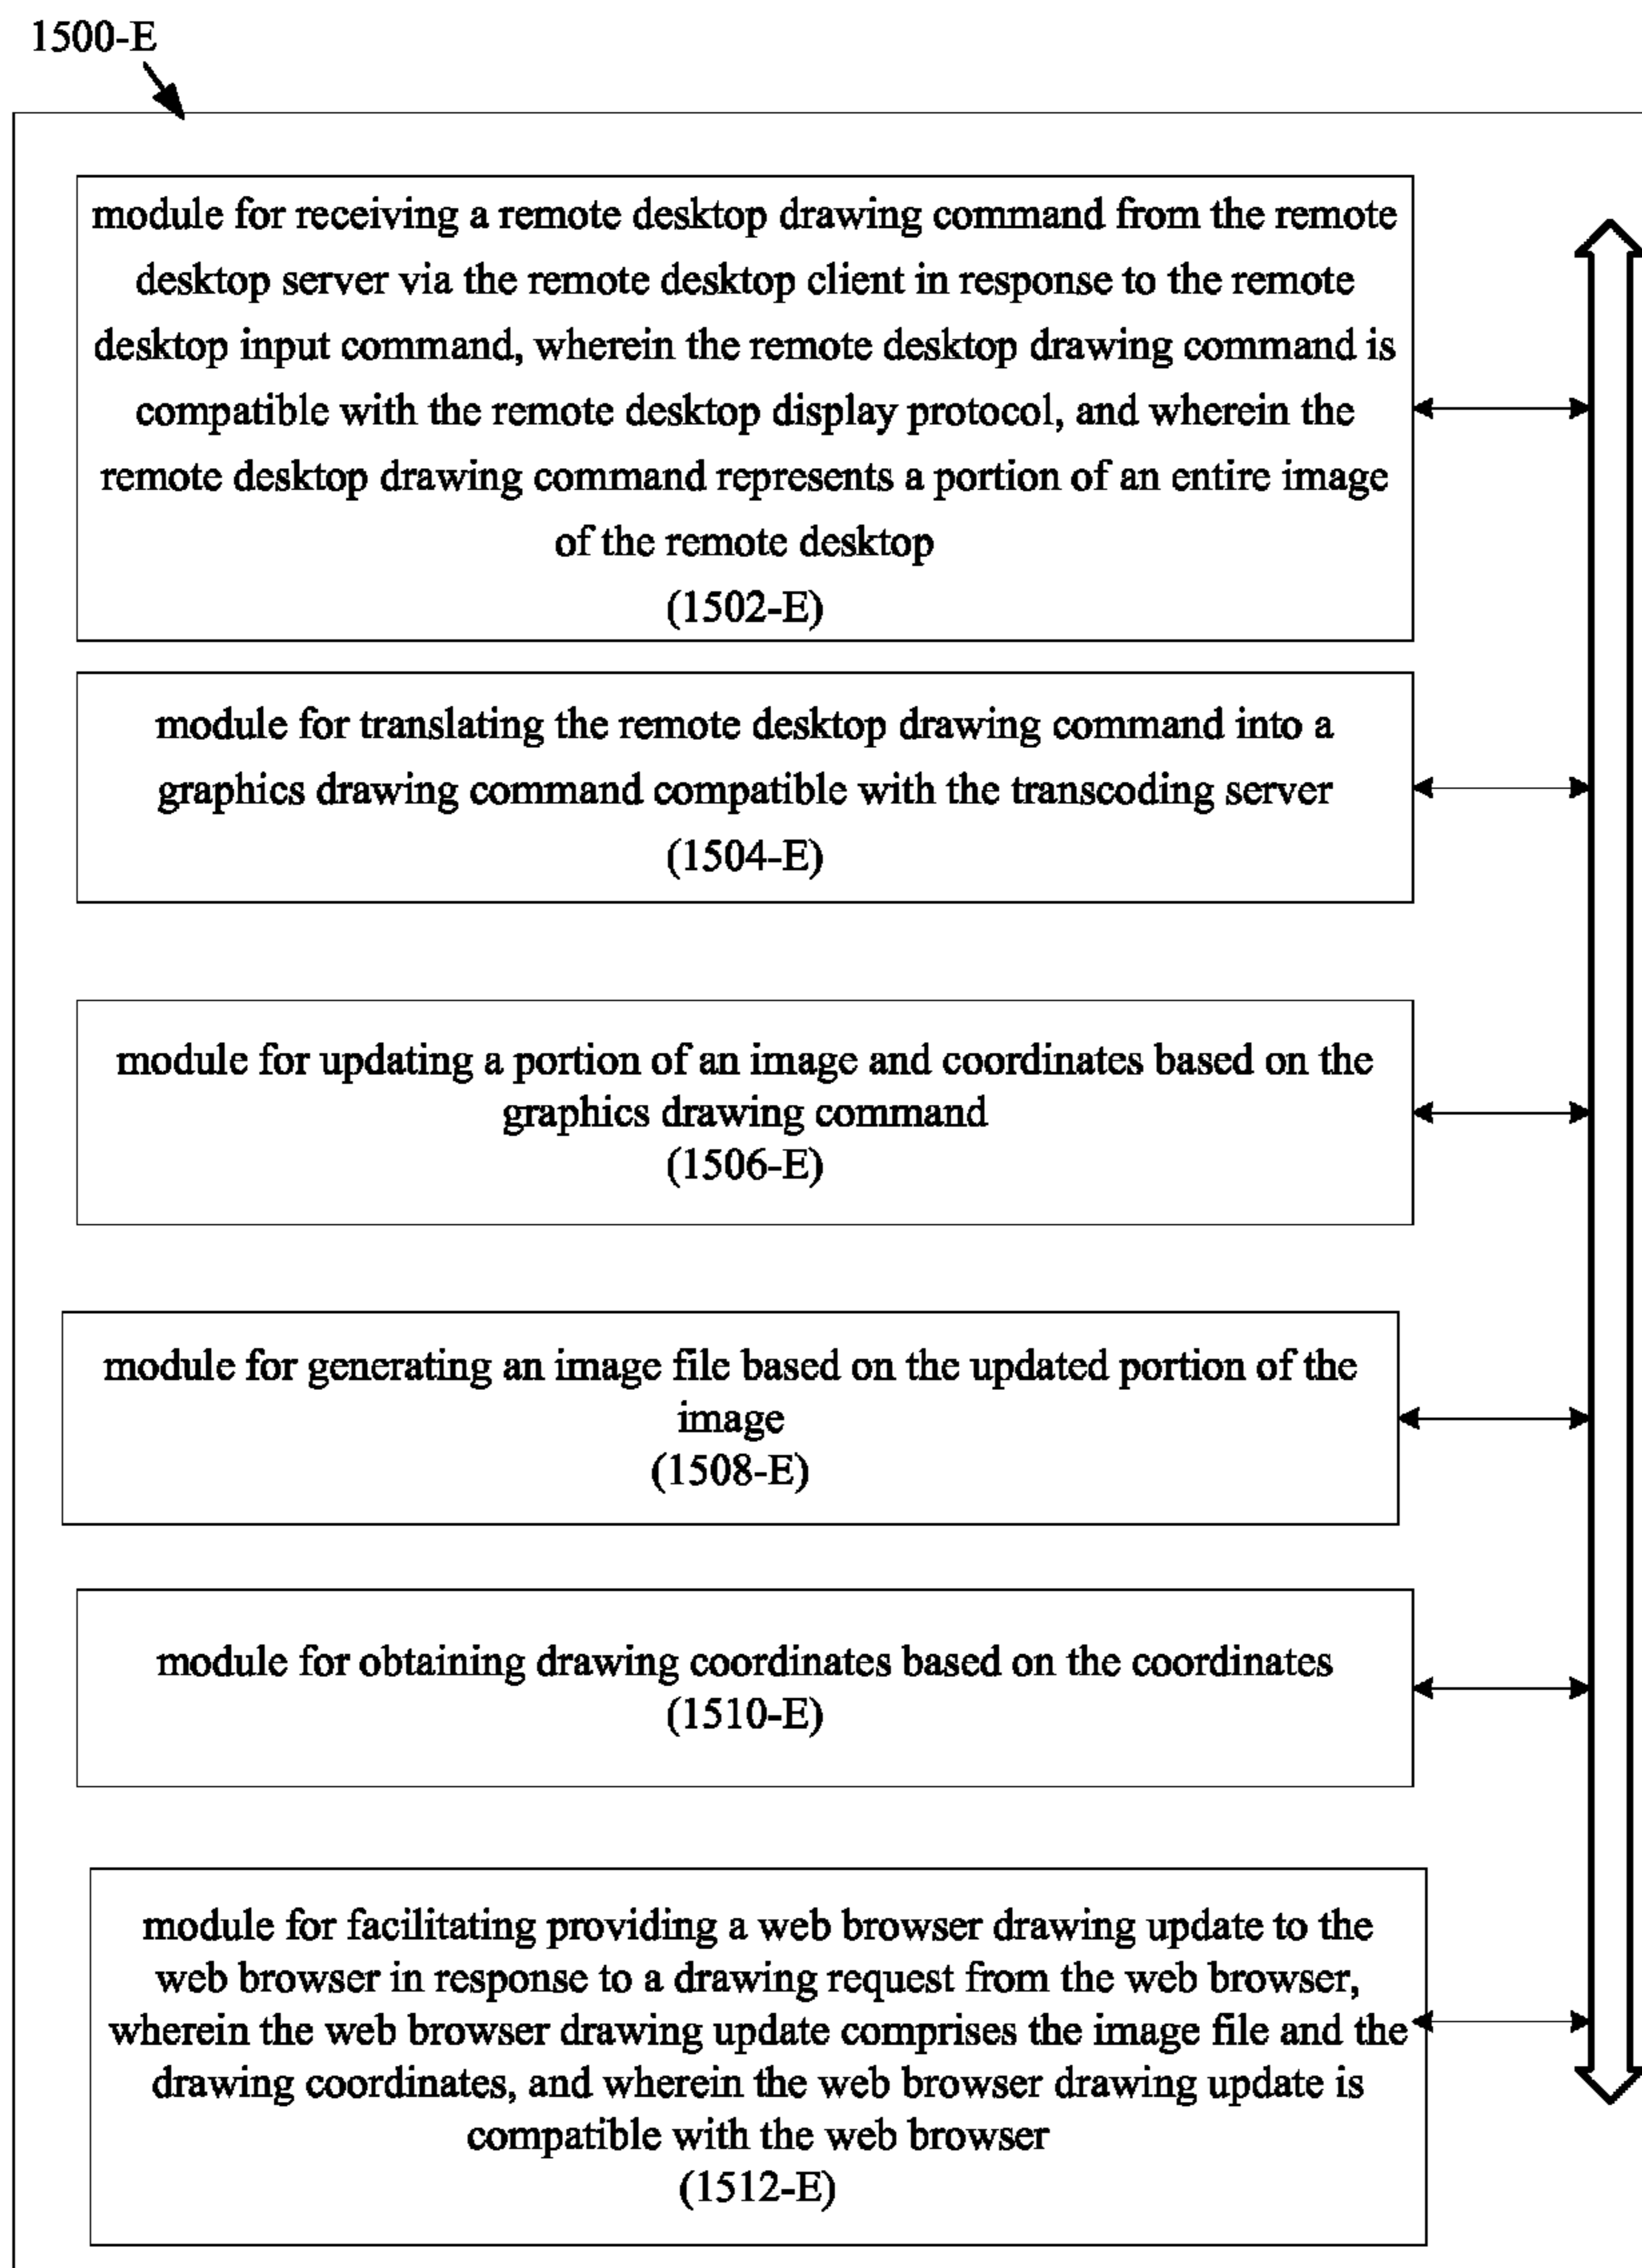 1500-E
module for receiving a remote desktop drawing command from the remote
desktop server via the remote desktop client in response to the remote
desktop input command, wherein the remote desktop drawing command is
compatible with the remote desktop display protocol, and wherein the
remote desktop drawing command represents a portion of an entire image
of the remote desktop
(1502-E)
module for translating the remote desktop drawing command into a
graphics drawing command compatible with the transcoding server
(1504-E)
module for updating a portion of an image and coordinates based on the
graphics drawing command
(1506-E)
module for generating an image file based on the updated portion of the
image
(1508-E)
module for obtaining drawing coordinates based on the coordinates
(1510-E)
module for facilitating providing a web browser drawing update to the
web browser in response to a drawing request from the web browser,
wherein the web browser drawing update comprises the image file and the
drawing coordinates, and wherein the web browser drawing update is
compatible with the web browser
(1512-E)